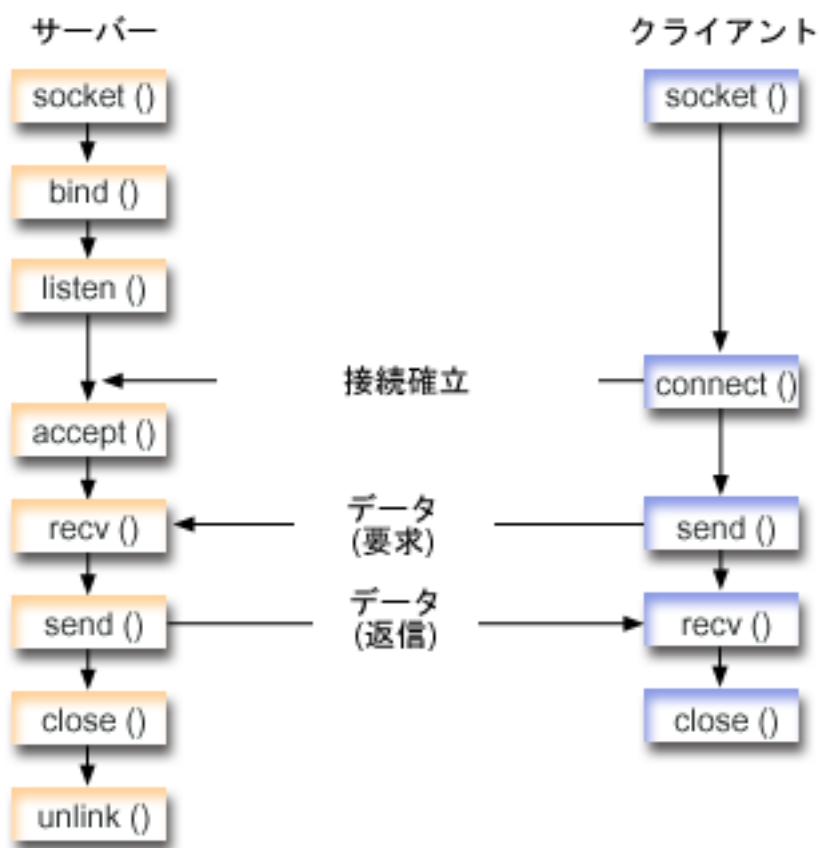 サーバー
クライアント
socket ()
socket ()
bind ()
listen ()
接続確立
connect ()
accept ()
recv ()
データ
(要求)
send ()
send ()
データ
(返信)
recv ()
close ()
close ()
unlink ()